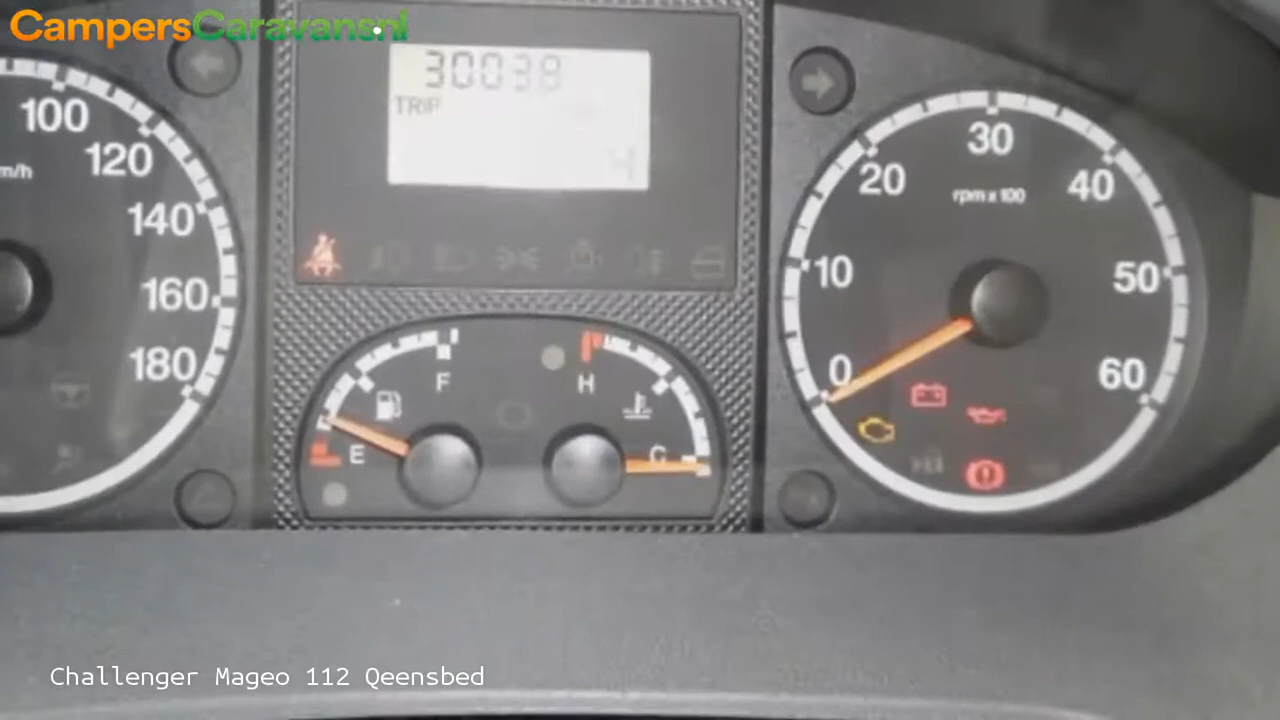 CampersCaravans.nl
30038
TRIP
4
100
120
140
160
180
m/h
F
E
H
C
30
20
40
rpm x 100
10
50
0
60
Challenger Mageo 112 Qeensbed